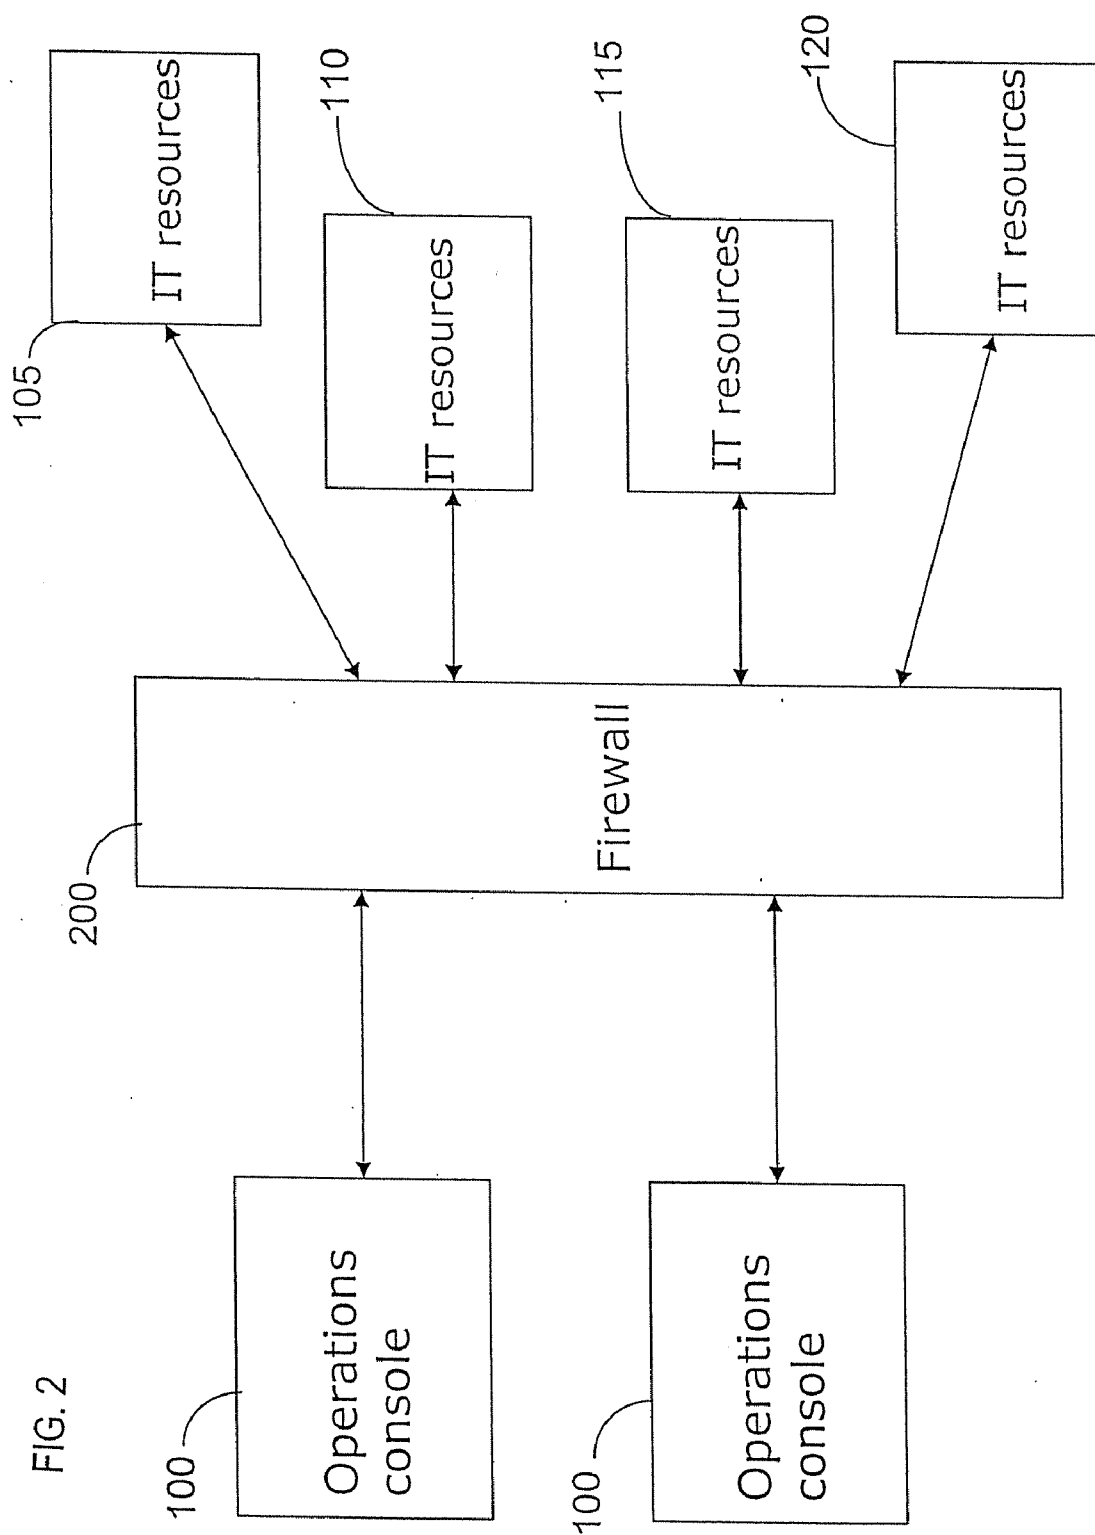 FIG. 2
100
Operations
console
100
Operations
console
200
Firewall
105
IT resources
110
IT resources
115
IT resources
120
IT resources